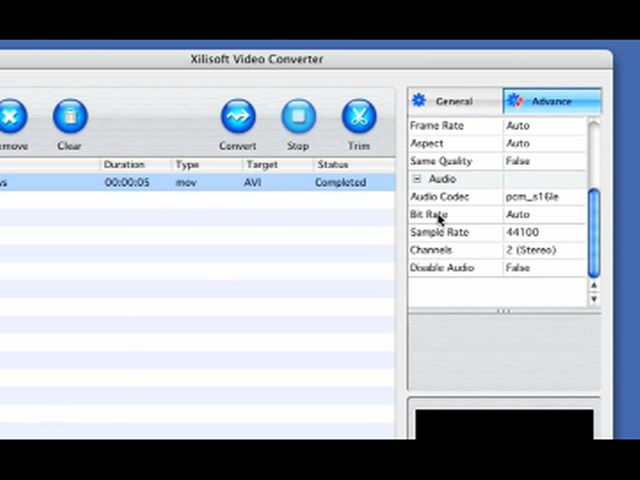 Xilisoft Video Converter
General Advance
move Clear Convert Stop Trim
Duration Type Target Status
ws 00:00:05 mov AVI Completed
Frame Rate Auto
Aspect Auto
Same Quality False
Audio
Audio Codec pcm_s16le
Bit Rate Auto
Sample Rate 44100
Channels 2 (Stereo)
Disable Audio False